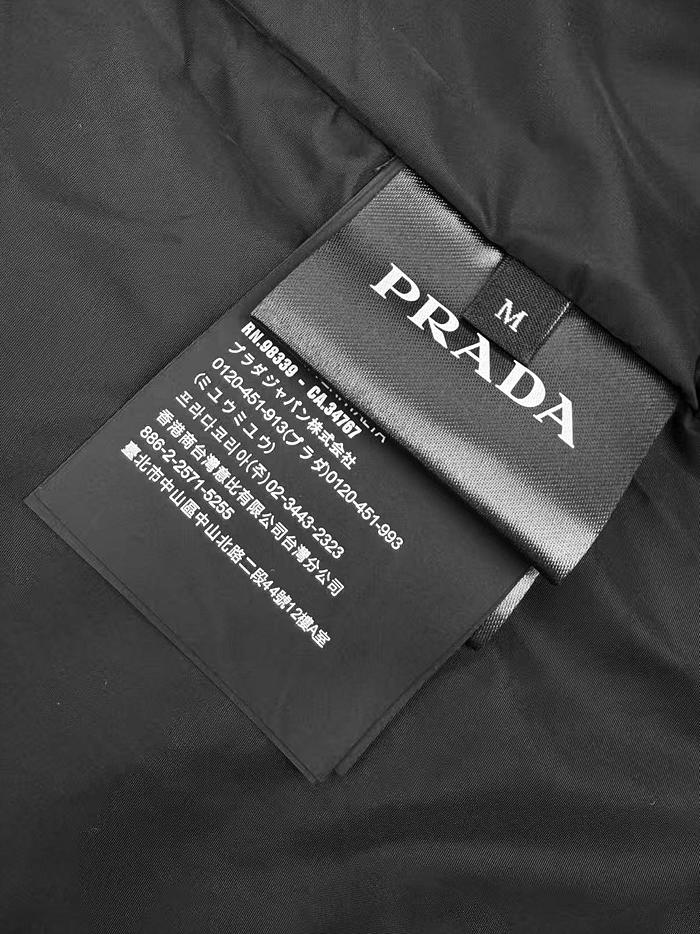 PRADA
M
RN.98339 - CA.34767
プラダジャパン株式会社
0120-451-913(プラダ)0120-451-993
(ミュウミュウ)
프라다코리아(주)02-3443-2323
香港商台灣意比有限公司台灣分公司
886-2-2571-5255
臺北市中山區中山北路二段44號12樓A室